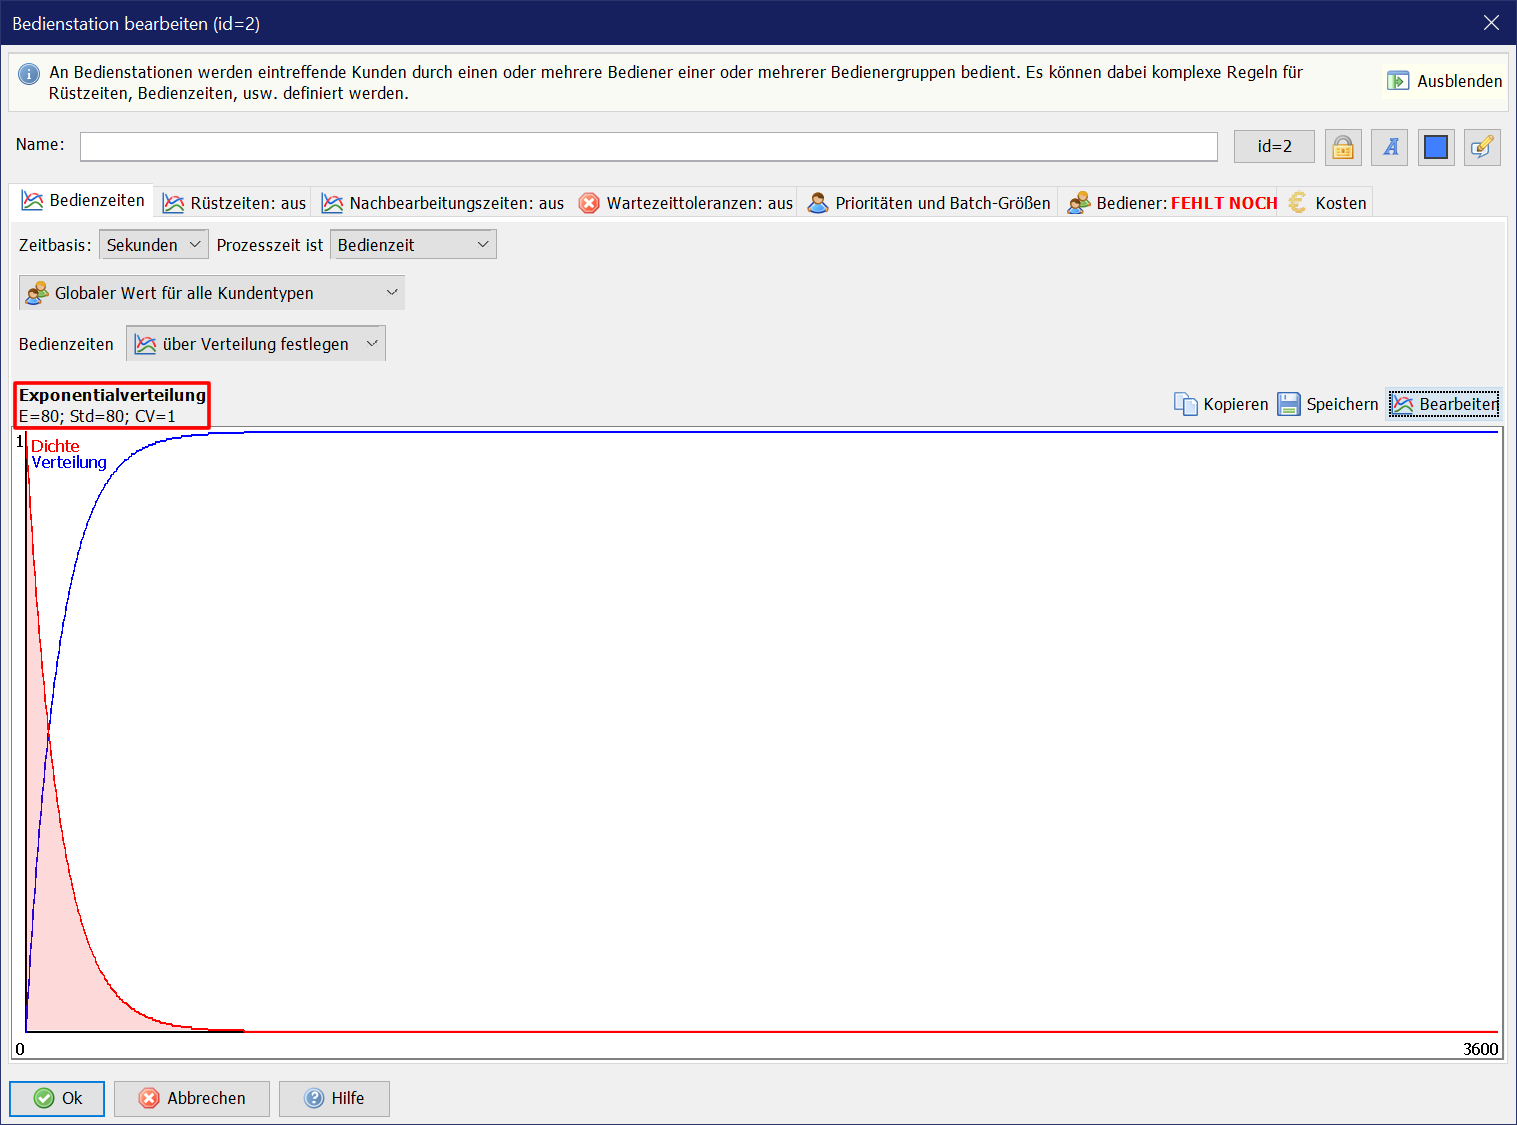 Bedienstation bearbeiten (id=2)
An Bedienstationen werden eintreffende Kunden durch einen oder mehrere Bediener einer oder mehrerer Bedienergruppen bedient. Es können dabei komplexe Regeln für
Rüstzeiten, Bedienzeiten, usw. definiert werden.
Ausblenden
Name:
id=2
A
Bedienzeiten
Rüstzeiten: aus
Nachbearbeitungszeiten: aus
Wartezeittoleranzen: aus
Prioritäten und Batch-Größen
Bediener: FEHLT NOCH
Kosten
Zeitbasis: Sekunden Prozesszeit ist Bedienzeit
Globaler Wert für alle Kundentypen
Bedienzeiten über Verteilung festlegen
Exponentialverteilung
E=80; Std=80; CV=1
Kopieren
Speichern
Bearbeiten
1
Dichte
Verteilung
0
3600
Ok
Abbrechen
Hilfe